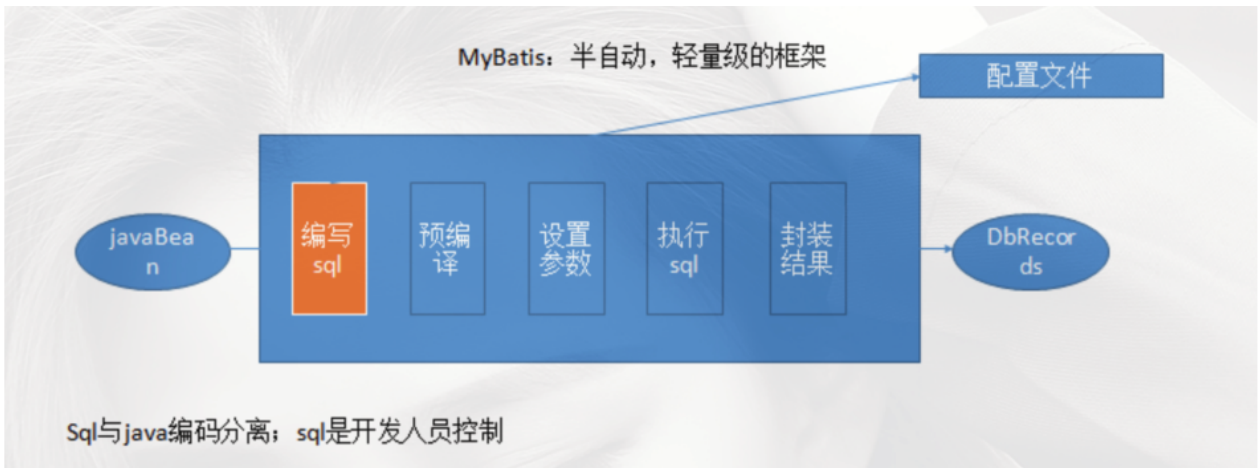 MyBatis：半自动，轻量级的框架
配置文件
javaBea
n
编写
sql
预编
译
设置
参数
执行
sql
封装
结果
DbRecor
ds
Sql与java编码分离；sql是开发人员控制